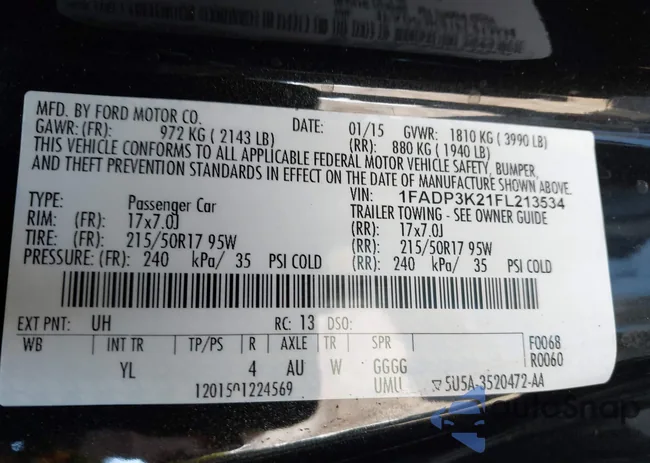 MFD. BY FORD MOTOR CO. DATE: 01/15 GVWR: 1810 KG ( 3990 LB)
GAWR: (FR): 972 KG ( 2143 LB) (RR): 880 KG ( 1940 LB)
THIS VEHICLE CONFORMS TO ALL APPLICABLE FEDERAL MOTOR VEHICLE SAFETY, BUMPER,
AND THEFT PREVENTION STANDARDS IN EFFECT ON THE DATE OF MANUFACTURE SHOWN ABOVE.
VIN: 1FADP3K21FL213534
TYPE: Passenger Car TRAILER TOWING - SEE OWNER GUIDE
RIM: (FR): 17x7.0J (RR): 17x7.0J
TIRE: (FR): 215/50R17 95W (RR): 215/50R17 95W
PRESSURE: (FR): 240 kPa/ 35 PSI COLD (RR): 240 kPa/ 35 PSI COLD
EXT PNT: UH RC: 13 DSO: F0068
WB INT TR TP/PS R AXLE TR SPR R0060
YL 4 AU W GGGG
UMU
12015 1224569 5U5A-3520472-AA
autoSnap